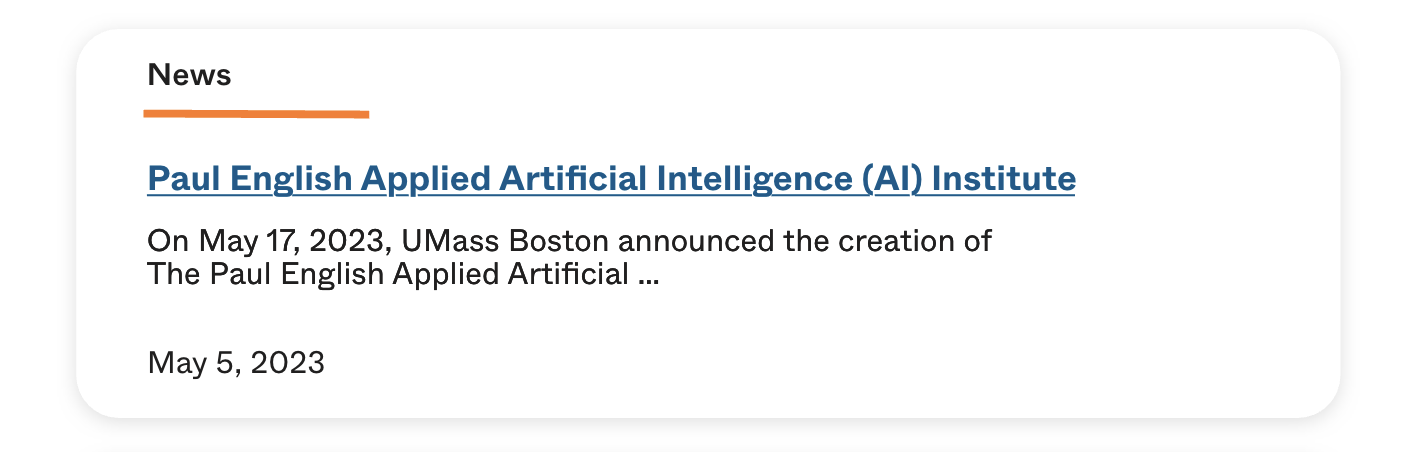 News
Paul English Applied Artificial Intelligence (AI) Institute
On May 17, 2023, UMass Boston announced the creation of
The Paul English Applied Artificial ...
May 5, 2023